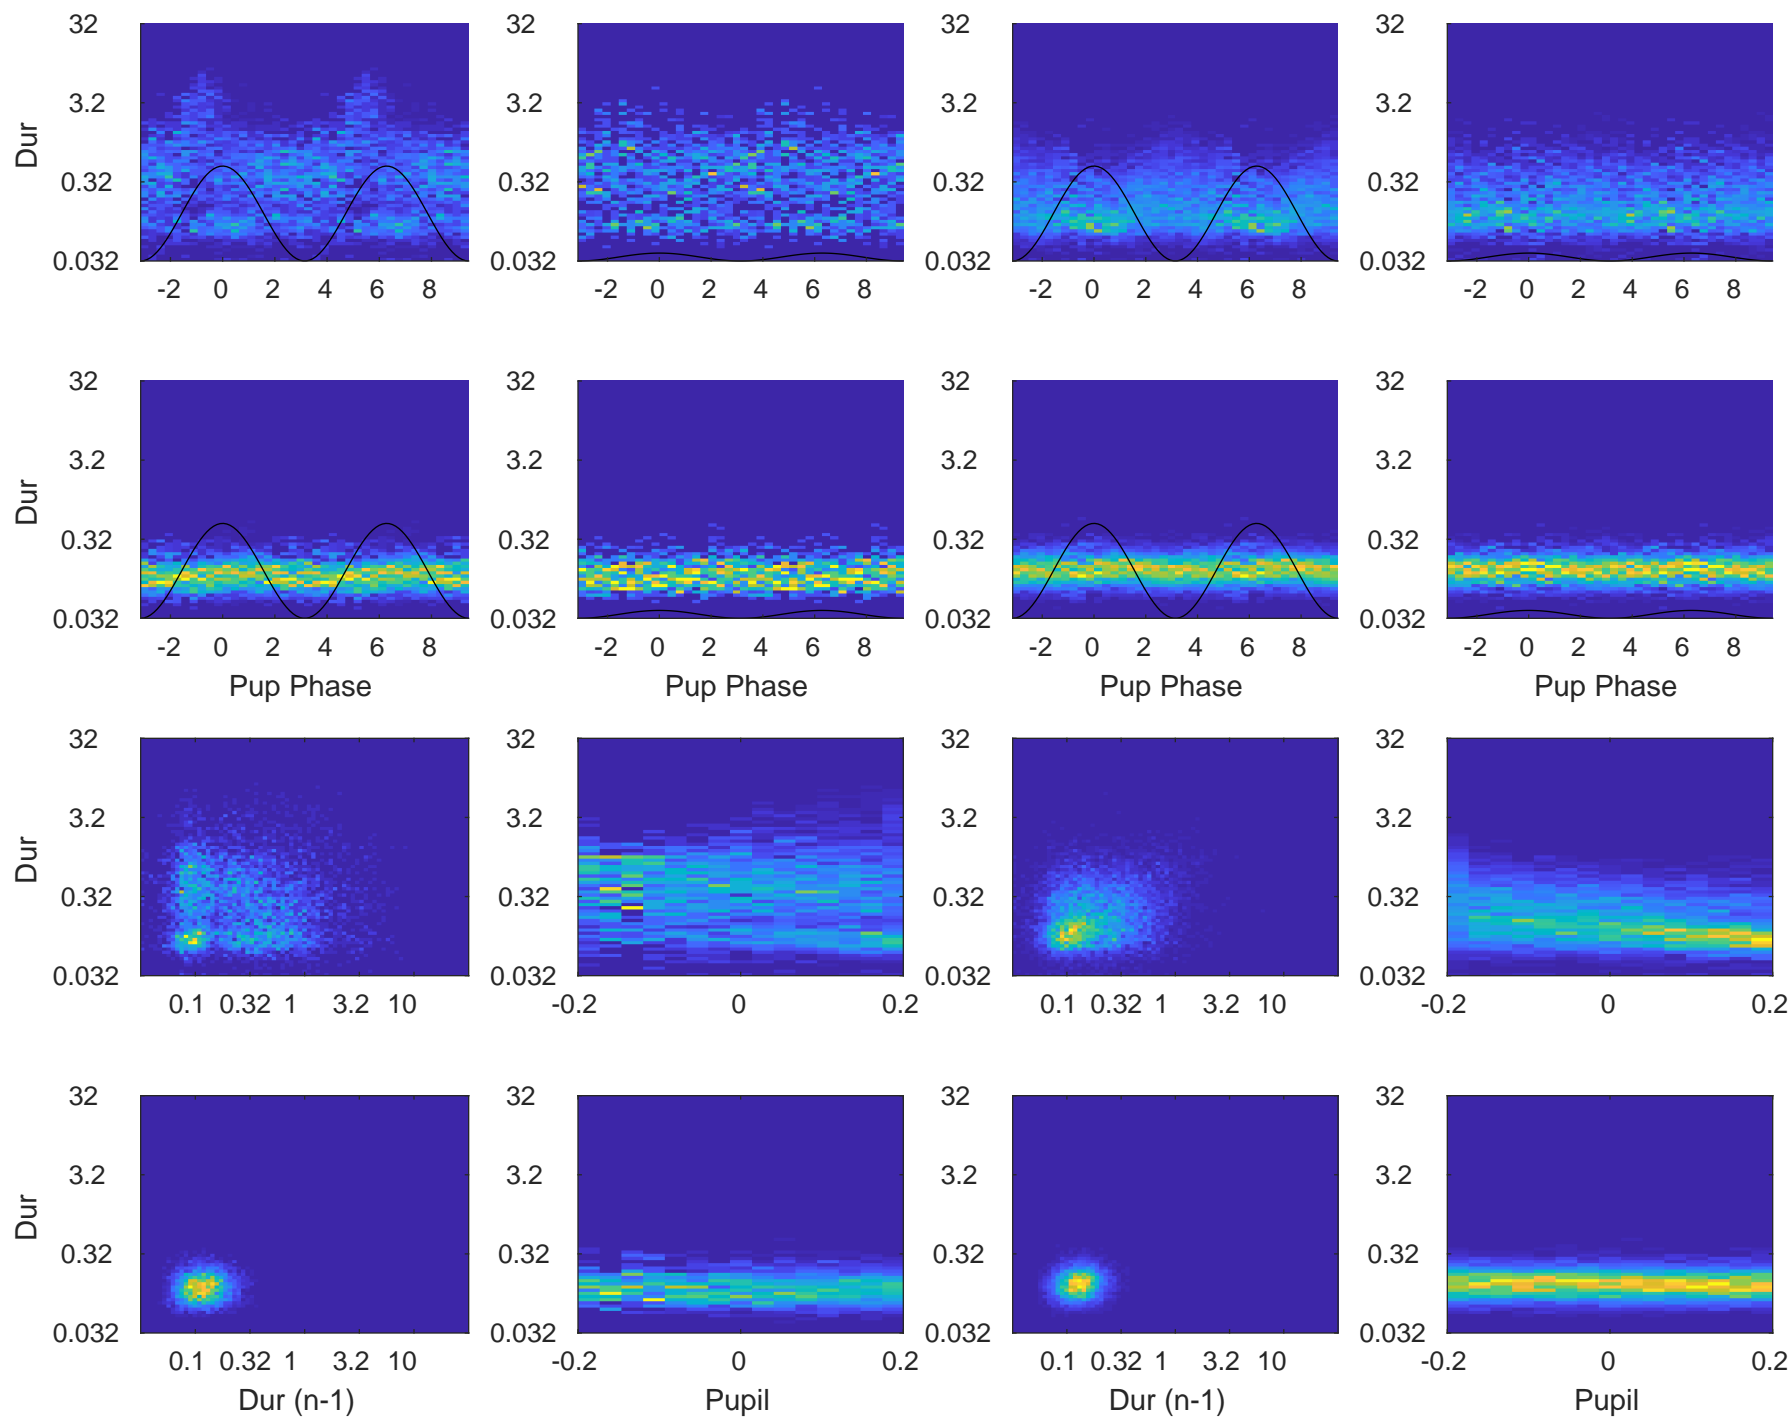 32 32 32 32
3.2 3.2 3.2 3.2
Dur
0.32 0.32 0.32 0.32
0.032 0.032 0.032 0.032
-2 0 2 4 6 8 -2 0 2 4 6 8 -2 0 2 4 6 8 -2 0 2 4 6 8
32 32 32 32
3.2 3.2 3.2 3.2
Dur
0.32 0.32 0.32 0.32
0.032 0.032 0.032 0.032
-2 0 2 4 6 8 -2 0 2 4 6 8 -2 0 2 4 6 8 -2 0 2 4 6 8
Pup Phase Pup Phase Pup Phase Pup Phase
32 32 32 32
3.2 3.2 3.2 3.2
Dur
0.32 0.32 0.32 0.32
0.032 0.032 0.032 0.032
0.1 0.32 1 3.2 10 -0.2 0 0.2 0.1 0.32 1 3.2 10 -0.2 0 0.2
32 32 32 32
3.2 3.2 3.2 3.2
Dur
0.32 0.32 0.32 0.32
0.032 0.032 0.032 0.032
0.1 0.32 1 3.2 10 -0.2 0 0.2 0.1 0.32 1 3.2 10 -0.2 0 0.2
Dur (n-1) Pupil Dur (n-1) Pupil